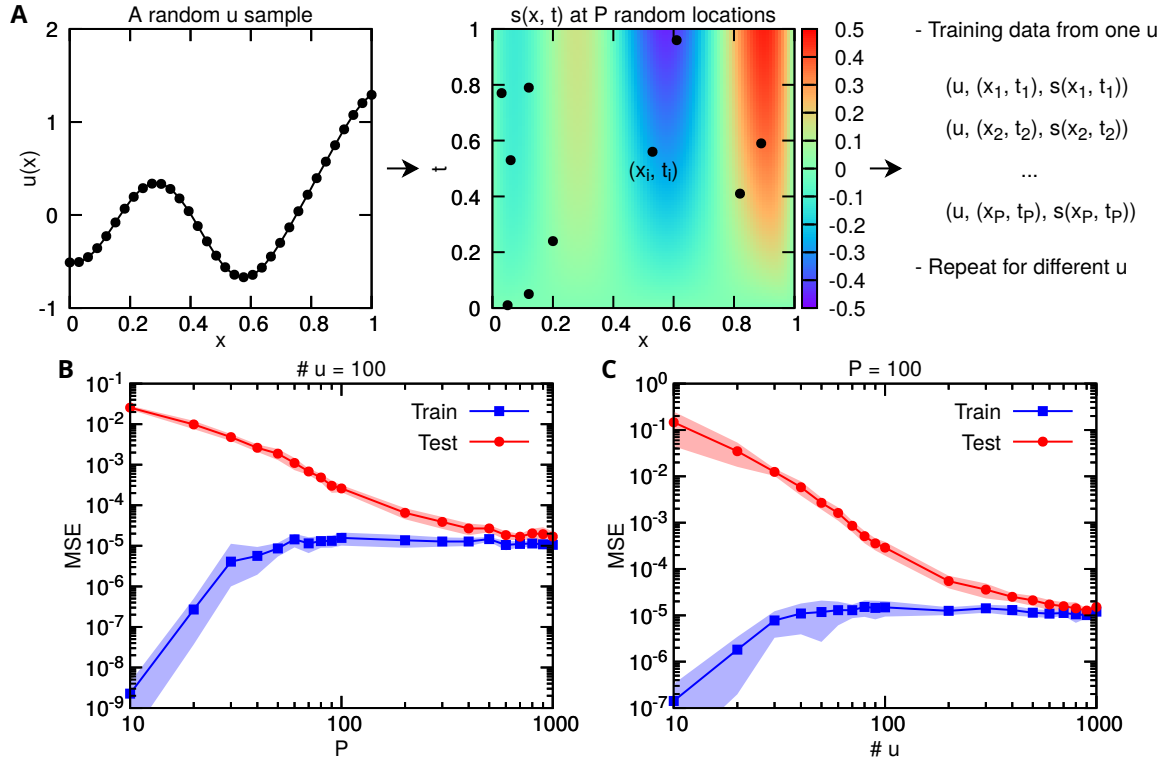 A
A random u sample
2
1
0
-1
u(x)
0 0.2 0.4 0.6 0.8 1
x
s(x, t) at P random locations
1
0.8
0.6
0.4
0.2
0
t
(xᵢ, tᵢ)
0 0.2 0.4 0.6 0.8 1
x
0.5
0.4
0.3
0.2
0.1
0
-0.1
-0.2
-0.3
-0.4
-0.5
- Training data from one u
(u, (x₁, t₁), s(x₁, t₁))
(u, (x₂, t₂), s(x₂, t₂))
...
(u, (x_P, t_P), s(x_P, t_P))
- Repeat for different u
B
# u = 100
Train
Test
10⁻¹
10⁻²
10⁻³
10⁻⁴
10⁻⁵
10⁻⁶
10⁻⁷
10⁻⁸
10⁻⁹
MSE
10 100 1000
P
C
P = 100
Train
Test
10⁰
10⁻¹
10⁻²
10⁻³
10⁻⁴
10⁻⁵
10⁻⁶
10⁻⁷
MSE
10 100 1000
# u